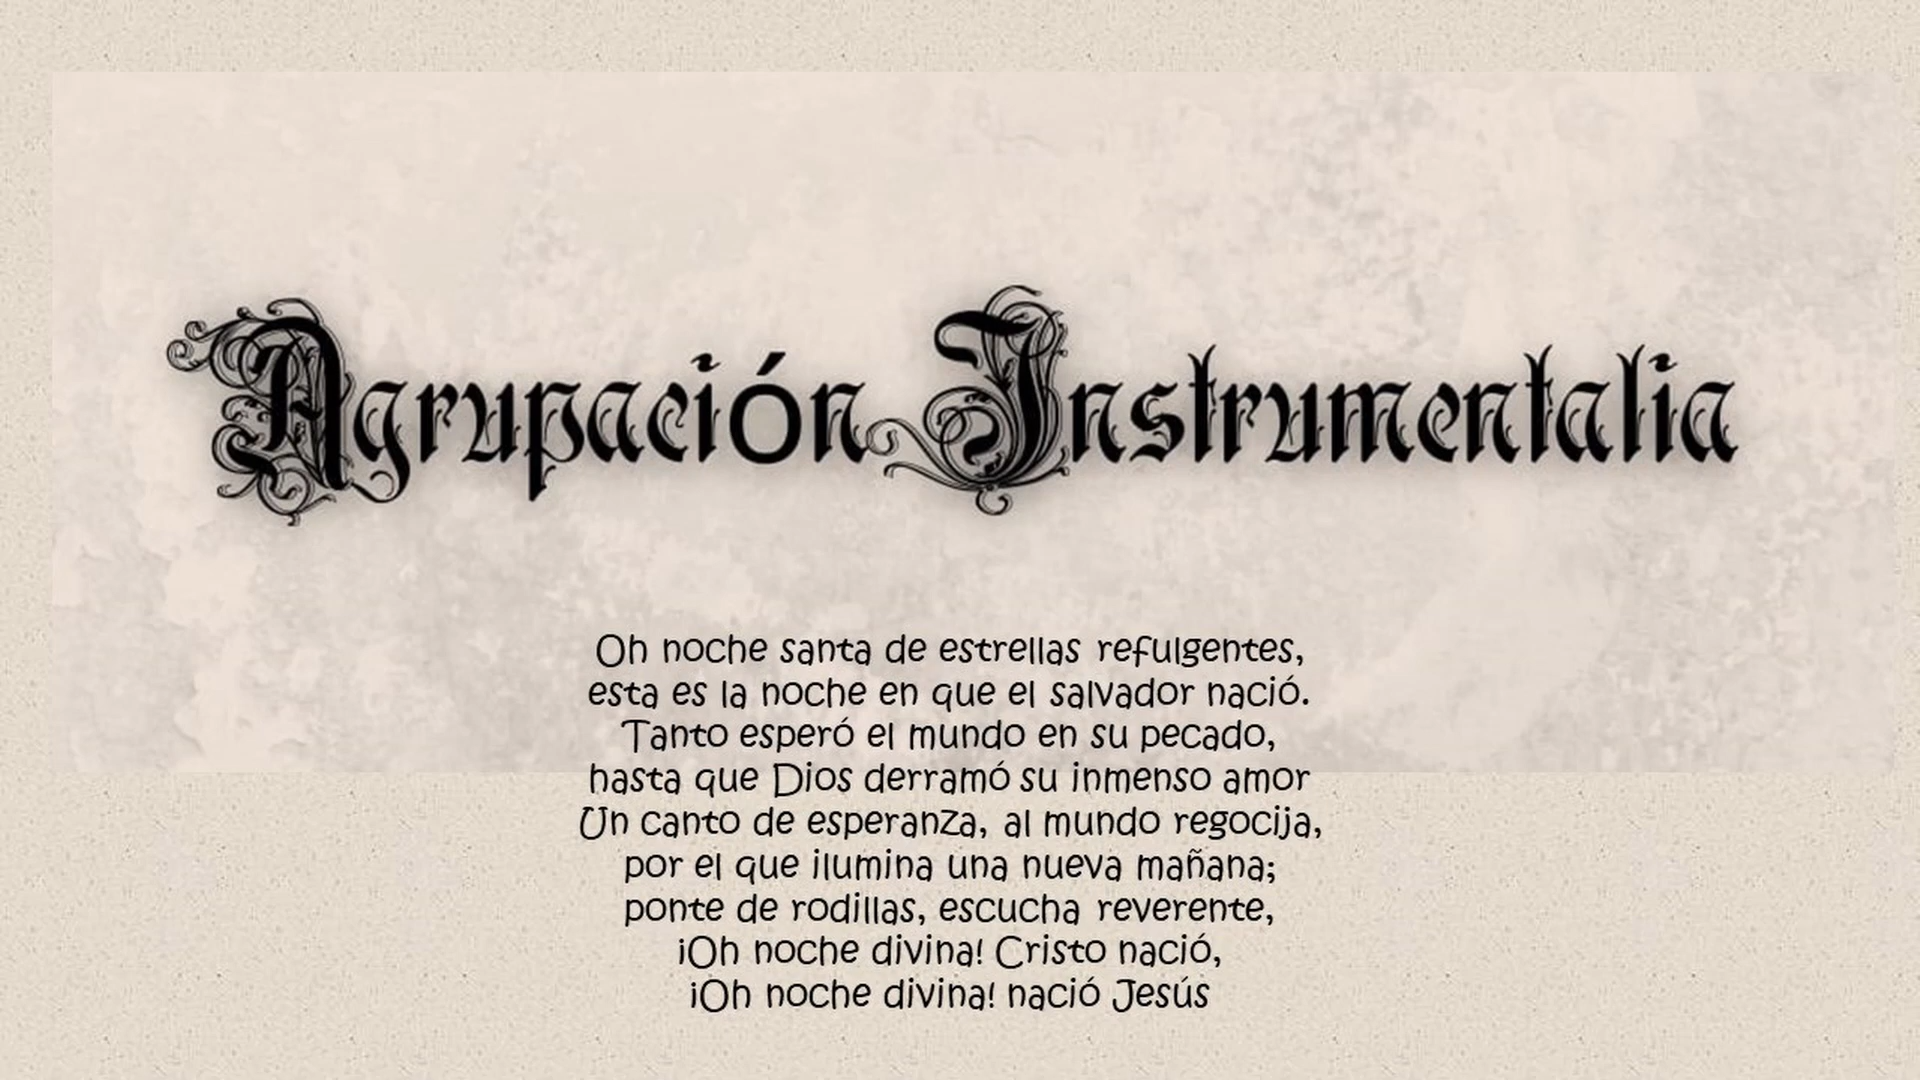 Agrupación Instrumentalia
Oh noche santa de estrellas refulgentes,
esta es la noche en que el salvador nació.
Tanto esperó el mundo en su pecado,
hasta que Dios derramó su inmenso amor
Un canto de esperanza, al mundo regocija,
por el que ilumina una nueva mañana;
ponte de rodillas, escucha reverente,
¡Oh noche divina! Cristo nació,
¡Oh noche divina! nació Jesús